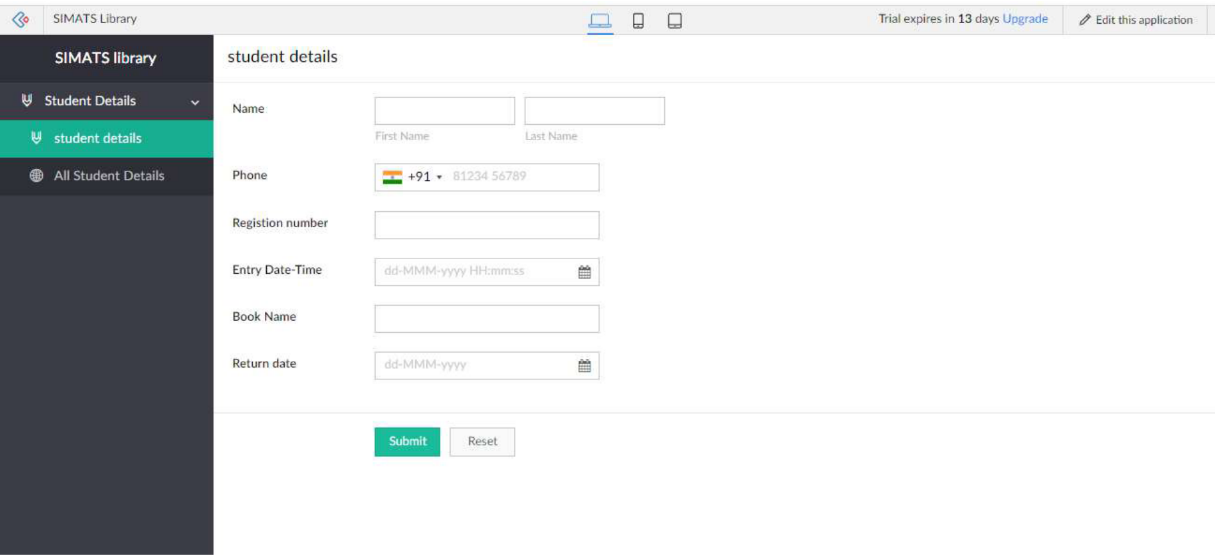 SIMATS Library
Trial expires in 13 days Upgrade
Edit this application
SIMATS library
Student Details
student details
All Student Details
student details
Name
First Name
Last Name
Phone
+91 81234 56789
Registion number
Entry Date-Time
dd-MMM-yyyy HH:mm:ss
Book Name
Return date
dd-MMM-yyyy
Submit
Reset